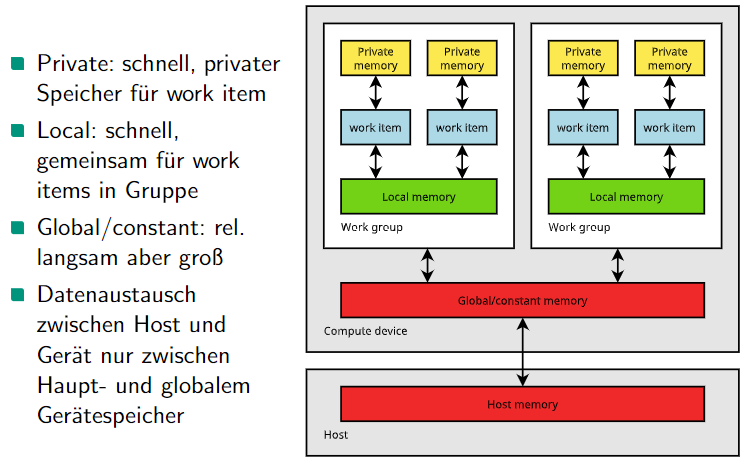 Private: schnell, privater
Speicher für work item
Local: schnell,
gemeinsam für work
items in Gruppe
Global/constant: rel.
langsam aber groß
Datenaustausch
zwischen Host und
Gerät nur zwischen
Haupt- und globalem
Gerätespeicher
Private memory
Private memory
Private memory
Private memory
work item
work item
work item
work item
Local memory
Local memory
Work group
Work group
Global/constant memory
Compute device
Host memory
Host